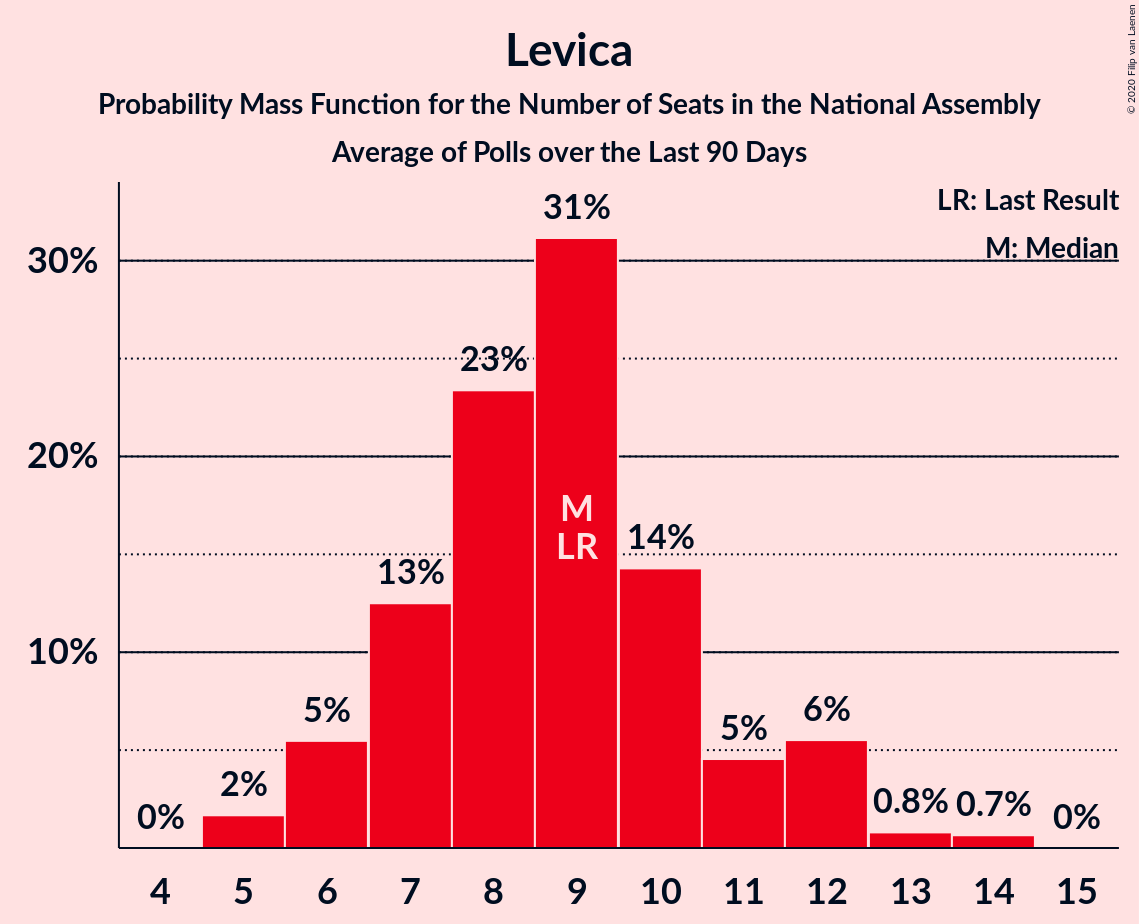 Levica
Probability Mass Function for the Number of Seats in the National Assembly
Average of Polls over the Last 90 Days
© 2020 Filip van Laenen
LR: Last Result
M: Median
30%
20%
10%
0%
2%
5%
13%
23%
31%
M
LR
14%
5%
6%
0.8%
0.7%
0%
4 5 6 7 8 9 10 11 12 13 14 15